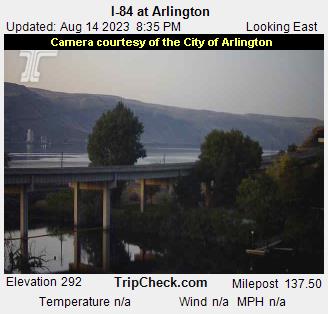 I-84 at Arlington
Updated: Aug 14 2023 8:35 PM Looking East
Camera courtesy of the City of Arlington
Elevation 292 TripCheck.com Milepost 137.50
Temperature n/a Wind n/a MPH n/a